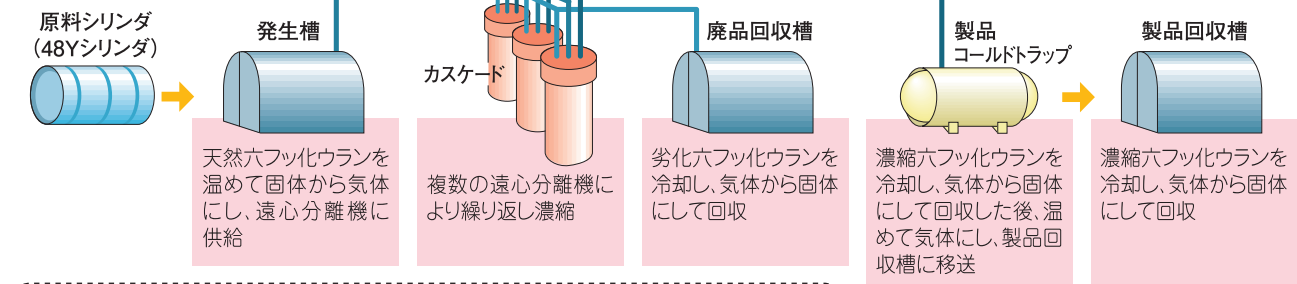 原料シリンダ
(48Yシリンダ)
発生槽
天然六フッ化ウランを
温めて固体から気体
にし、遠心分離機に
供給
カスケード
複数の遠心分離機に
より繰り返し濃縮
廃品回収槽
劣化六フッ化ウランを
冷却し、気体から固体
にして回収
製品
コールドトラップ
濃縮六フッ化ウランを
冷却し、気体から固体
にして回収した後、温
めて気体にし、製品回
収槽に移送
製品回収槽
濃縮六フッ化ウランを
冷却し、気体から固体
にして回収